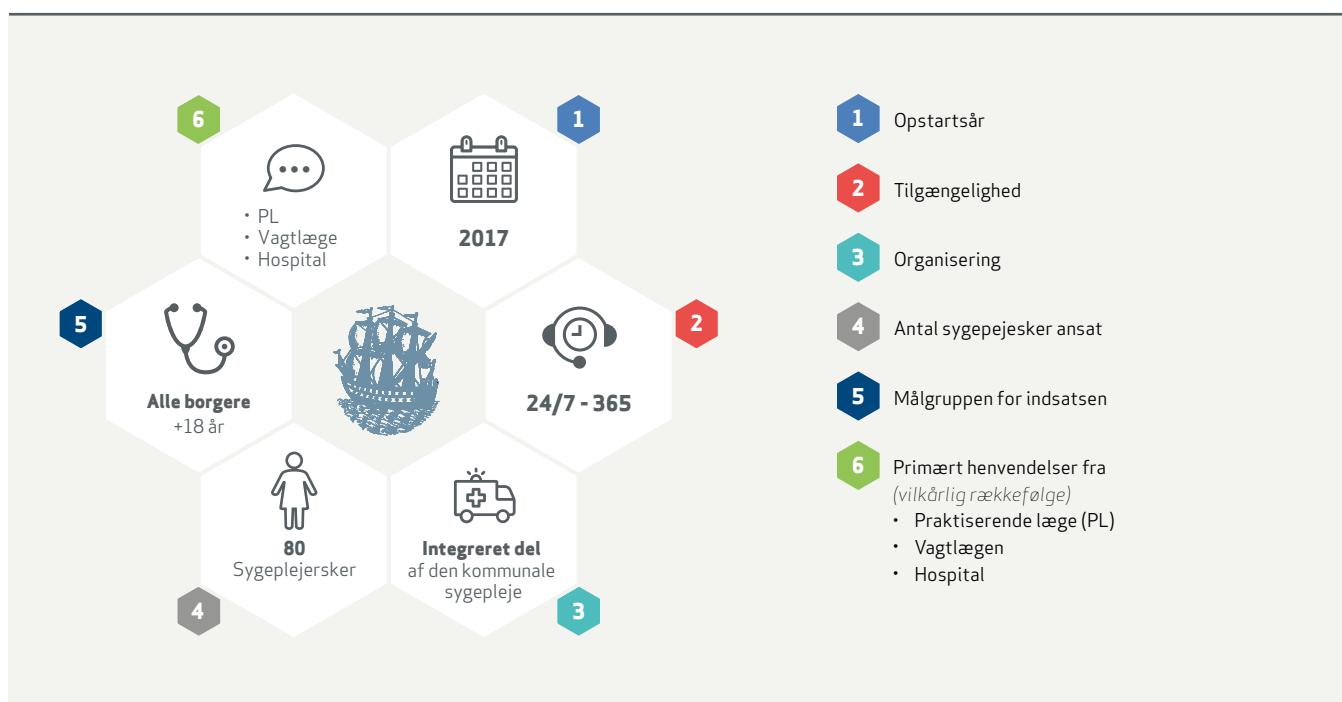 6
1
• PL
• Vagtlæge
• Hospital
2017
5
Alle borgere
+18 år
2
24/7 - 365
80
Sygeplejersker
4
Integreret del
af den kommunale
sygepleje
3
1 Opstartsår
2 Tilgængelighed
3 Organisering
4 Antal sygepejesker ansat
5 Målgruppen for indsatsen
6 Primært henvendelser fra
(vilkårlig rækkefølge)
• Praktiserende læge (PL)
• Vagtlægen
• Hospital